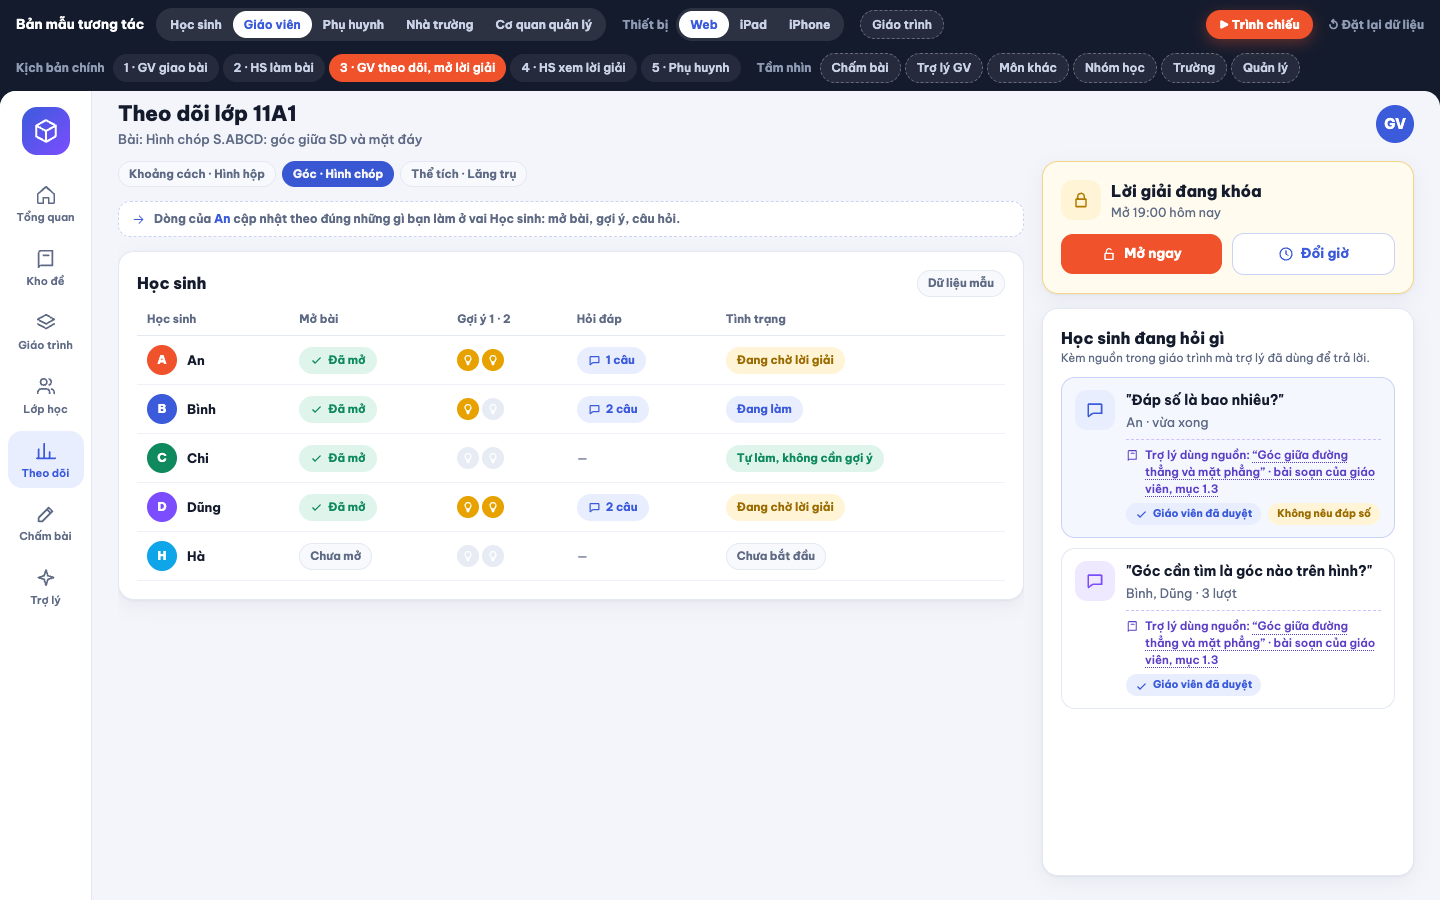 Bản mẫu tương tác
Học sinh
Giáo viên
Phụ huynh
Nhà trường
Cơ quan quản lý
Thiết bị
Web
iPad
iPhone
Giáo trình
Trình chiếu
Đặt lại dữ liệu
Kịch bản chính
1 · GV giao bài
2 · HS làm bài
3 · GV theo dõi, mở lời giải
4 · HS xem lời giải
5 · Phụ huynh
Tầm nhìn
Chấm bài
Trợ lý GV
Môn khác
Nhóm học
Trường
Quản lý
Tổng quan
Kho đề
Giáo trình
Lớp học
Theo dõi
Chấm bài
Trợ lý
Theo dõi lớp 11A1
Bài: Hình chóp S.ABCD: góc giữa SD và mặt đáy
GV
Khoảng cách · Hình hộp
Góc · Hình chóp
Thể tích · Lăng trụ
→ Dòng của An cập nhật theo đúng những gì bạn làm ở vai Học sinh: mở bài, gợi ý, câu hỏi.
Học sinh
Dữ liệu mẫu
Học sinh Mở bài Gợi ý 1 · 2 Hỏi đáp Tình trạng
A An Đã mở 1 câu Đang chờ lời giải
B Bình Đã mở 2 câu Đang làm
C Chi Đã mở – Tự làm, không cần gợi ý
D Dũng Đã mở 2 câu Đang chờ lời giải
H Hà Chưa mở – Chưa bắt đầu
Lời giải đang khóa
Mở 19:00 hôm nay
Mở ngay
Đổi giờ
Học sinh đang hỏi gì
Kèm nguồn trong giáo trình mà trợ lý đã dùng để trả lời.
"Đáp số là bao nhiêu?"
An · vừa xong
Trợ lý dùng nguồn: “Góc giữa đường
thẳng và mặt phẳng” · bài soạn của giáo
viên, mục 1.3
Giáo viên đã duyệt
Không nêu đáp số
"Góc cần tìm là góc nào trên hình?"
Bình, Dũng · 3 lượt
Trợ lý dùng nguồn: “Góc giữa đường
thẳng và mặt phẳng” · bài soạn của giáo
viên, mục 1.3
Giáo viên đã duyệt